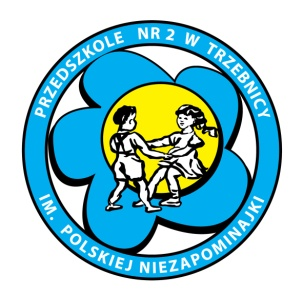 PRZEDSZKOLE NR 2 W TRZEBNICY
IM. POLSKIEJ NIEZAPOMINAJKI